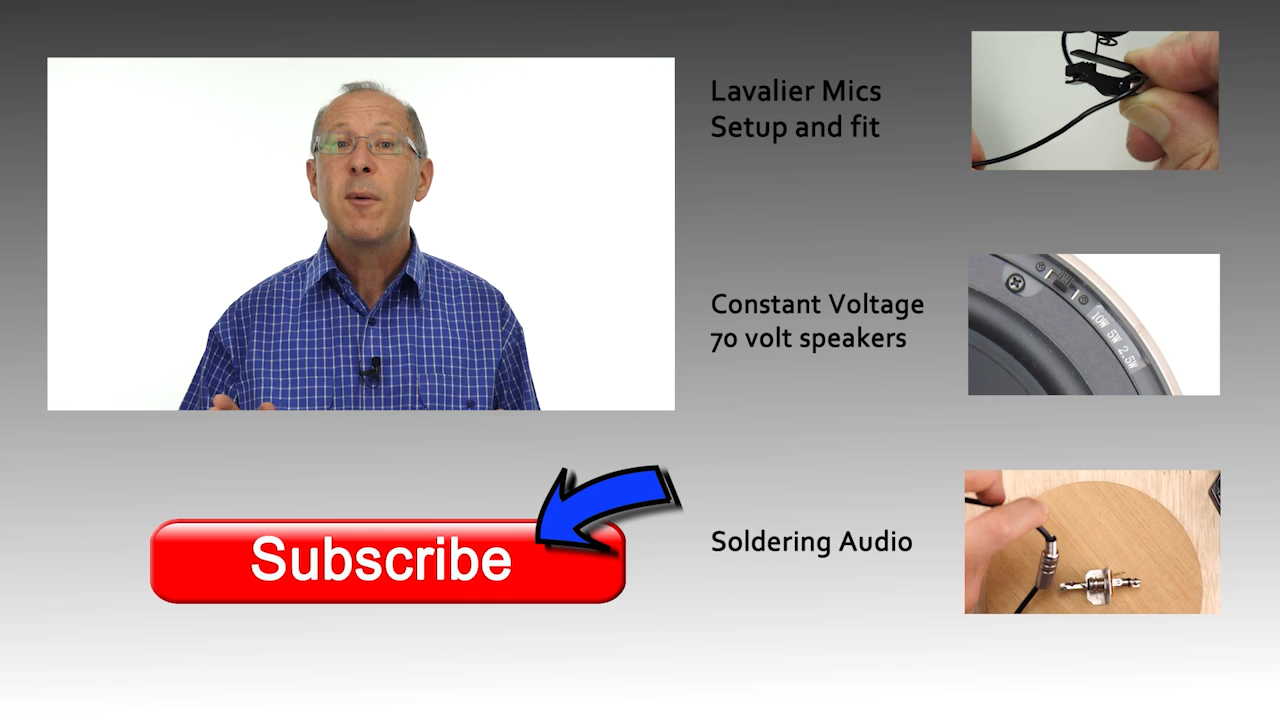 Lavalier Mics
Setup and fit
Constant Voltage
70 volt speakers
10W 5W 2.5W
Subscribe
Soldering Audio